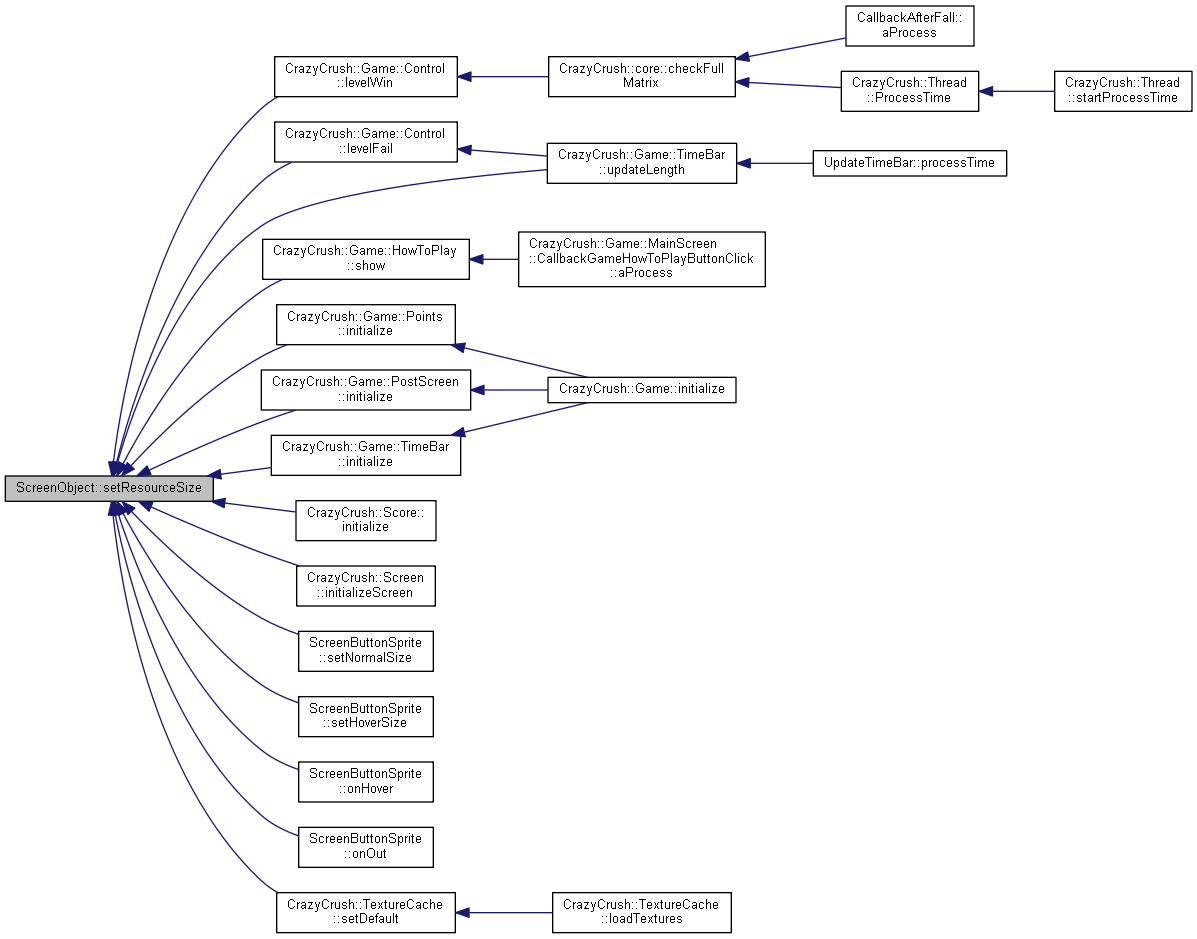 CallbackAfterFall::
aProcess
CrazyCrush::Game::Control
::levelWin
CrazyCrush::core::checkFull
Matrix
CrazyCrush::Thread
::ProcessTime
CrazyCrush::Thread
::startProcessTime
CrazyCrush::Game::Control
::levelFail
CrazyCrush::Game::TimeBar
::updateLength
UpdateTimeBar::processTime
CrazyCrush::Game::HowToPlay
::show
CrazyCrush::Game::MainScreen
::CallbackGameHowToPlayButtonClick
::aProcess
CrazyCrush::Game::Points
::initialize
CrazyCrush::Game::PostScreen
::initialize
CrazyCrush::Game::initialize
CrazyCrush::Game::TimeBar
::initialize
ScreenObject::setResourceSize
CrazyCrush::Score::
initialize
CrazyCrush::Screen
::initializeScreen
ScreenButtonSprite
::setNormalSize
ScreenButtonSprite
::setHoverSize
ScreenButtonSprite
::onHover
ScreenButtonSprite
::onOut
CrazyCrush::TextureCache
::setDefault
CrazyCrush::TextureCache
::loadTextures